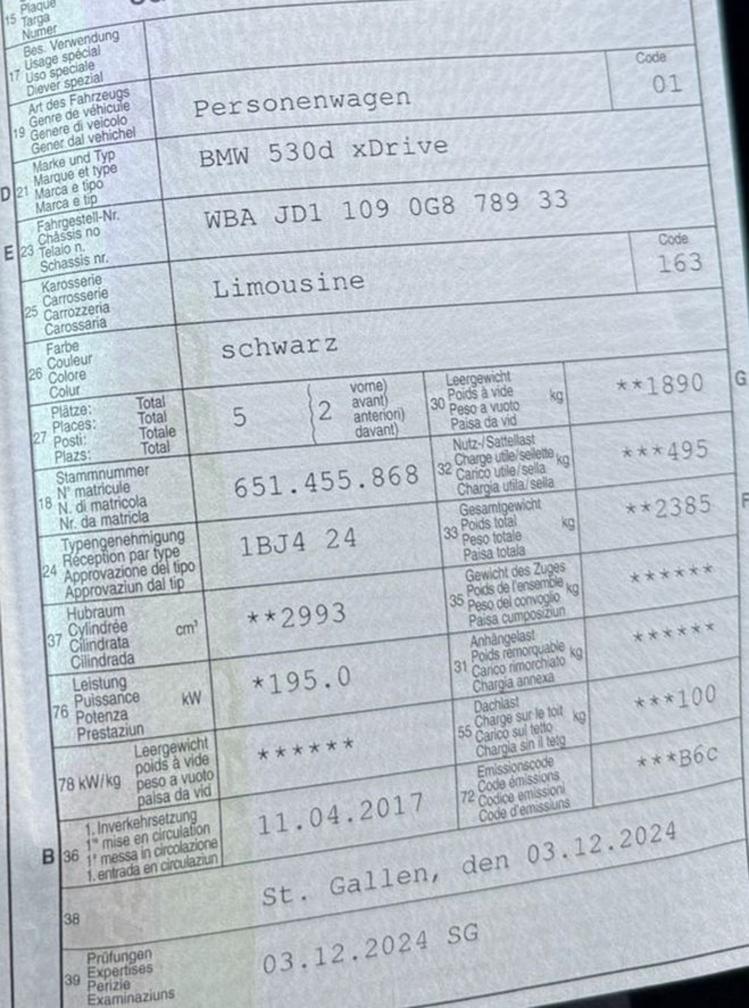 Plaque
15 Targa
Numer
Bes. Verwendung
Usage spécial
17 Uso speciale
Diever spezial
Art des Fahrzeugs
Genre de véhicule
19 Genere di veicolo
Gener dal vehichel
Personenwagen
Code
01
Marke und Typ
Marque et type
D 21 Marca e tipo
Marca e tip
BMW 530d xDrive
Fahrgestell-Nr.
Châssis no
E 23 Telaio n.
Schassis nr.
WBA JD1 109 0G8 789 33
Karosserie
Carrosserie
25 Carrozzeria
Carossaria
Limousine
Code
163
Farbe
Couleur
26 Colore
Colur
schwarz
Plätze: Total
Places: Total
27 Posti: Totale
Plazs: Total
5
2
vorne)
avant)
anteriori)
davant)
Leergewicht
30 Poids à vide kg
Peso a vuoto
Paisa da vid
**1890
G
Stammnummer
N° matricule
18 N. di matricola
Nr. da matricla
651.455.868
Nutz-/Sattellast
32 Charge utile/sellette kg
Carico utile/sella
Chargia utila/sella
***495
Typengenehmigung
Réception par type
24 Approvazione del tipo
Approvaziun dal tip
1BJ4 24
Gesamtgewicht
33 Poids total kg
Peso totale
Paisa totala
**2385
F
Hubraum
37 Cylindrée cm³
Cilindrata
Cilindrada
**2993
Gewicht des Zuges
Poids de l'ensemble
35 Peso del convoglio kg
Paisa cumposiziun
******
Leistung
Puissance kW
76 Potenza
Prestaziun
*195.0
Anhängelast
Poids remorquable
31 Carico rimorchiato kg
Chargia annexa
******
Leergewicht
78 kW/kg poids à vide
peso a vuoto
paisa da vid
******
Dachlast
Charge sur le toit kg
55 Carico sul tetto
Chargia sin il tetg
***100
1. Inverkehrsetzung
1re mise en circulation
B 36 1a messa in circolazione
1. entrada en circulaziun
11.04.2017
Emissionscode
Code émissions
72 Codice emissioni
Code d'emissiuns
***B6c
38
St. Gallen, den 03.12.2024
Prüfungen
Expertises
39 Perizie
Examinaziuns
03.12.2024 SG